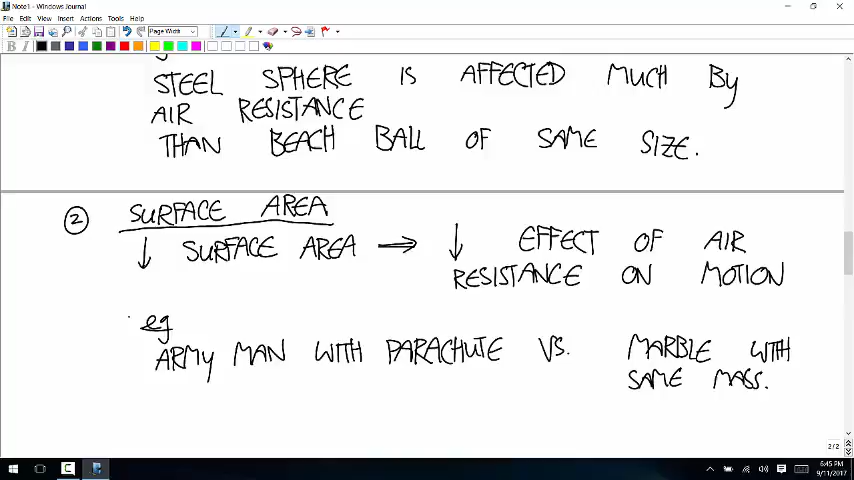 Note1 - Windows Journal
File Edit View Insert Actions Tools Help
Page Width
B I
STEEL SPHERE IS AFFECTED MUCH BY
AIR RESISTANCE
THAN BEACH BALL OF SAME SIZE.
② SURFACE AREA
↓ SURFACE AREA → ↓ EFFECT OF AIR
RESISTANCE ON MOTION
eg
ARMY MAN WITH PARACHUTE VS. MARBLE WITH
SAME MASS.
2/2
6:45 PM
9/11/2017